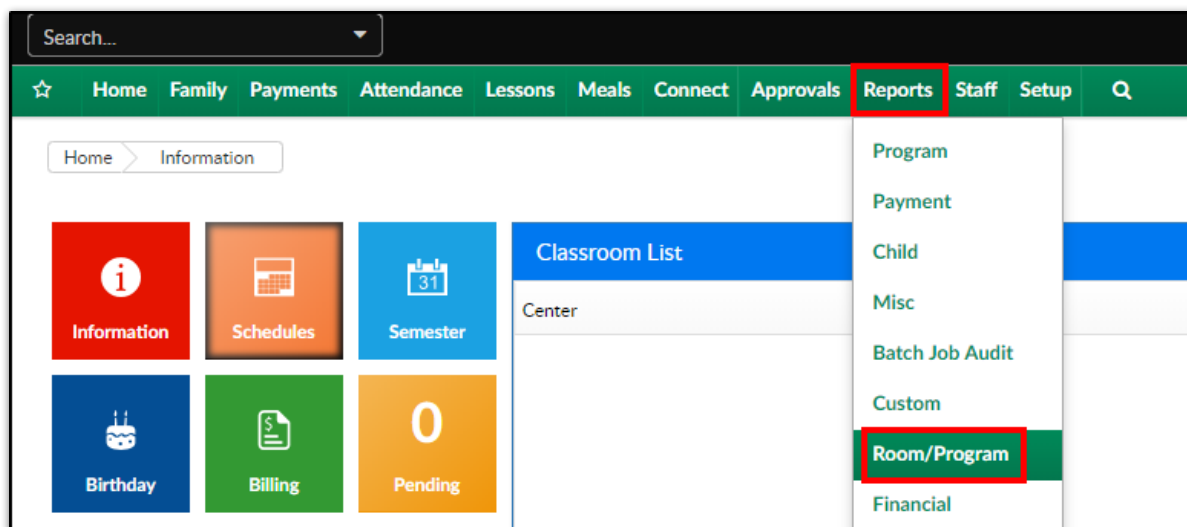 Search...
Home Family Payments Attendance Lessons Meals Connect Approvals Reports Staff Setup
Home Information
Program
Payment
Child
Misc
Batch Job Audit
Custom
Room/Program
Financial
Information
Schedules
31
Semester
Classroom List
Center
Birthday
$
Billing
0
Pending